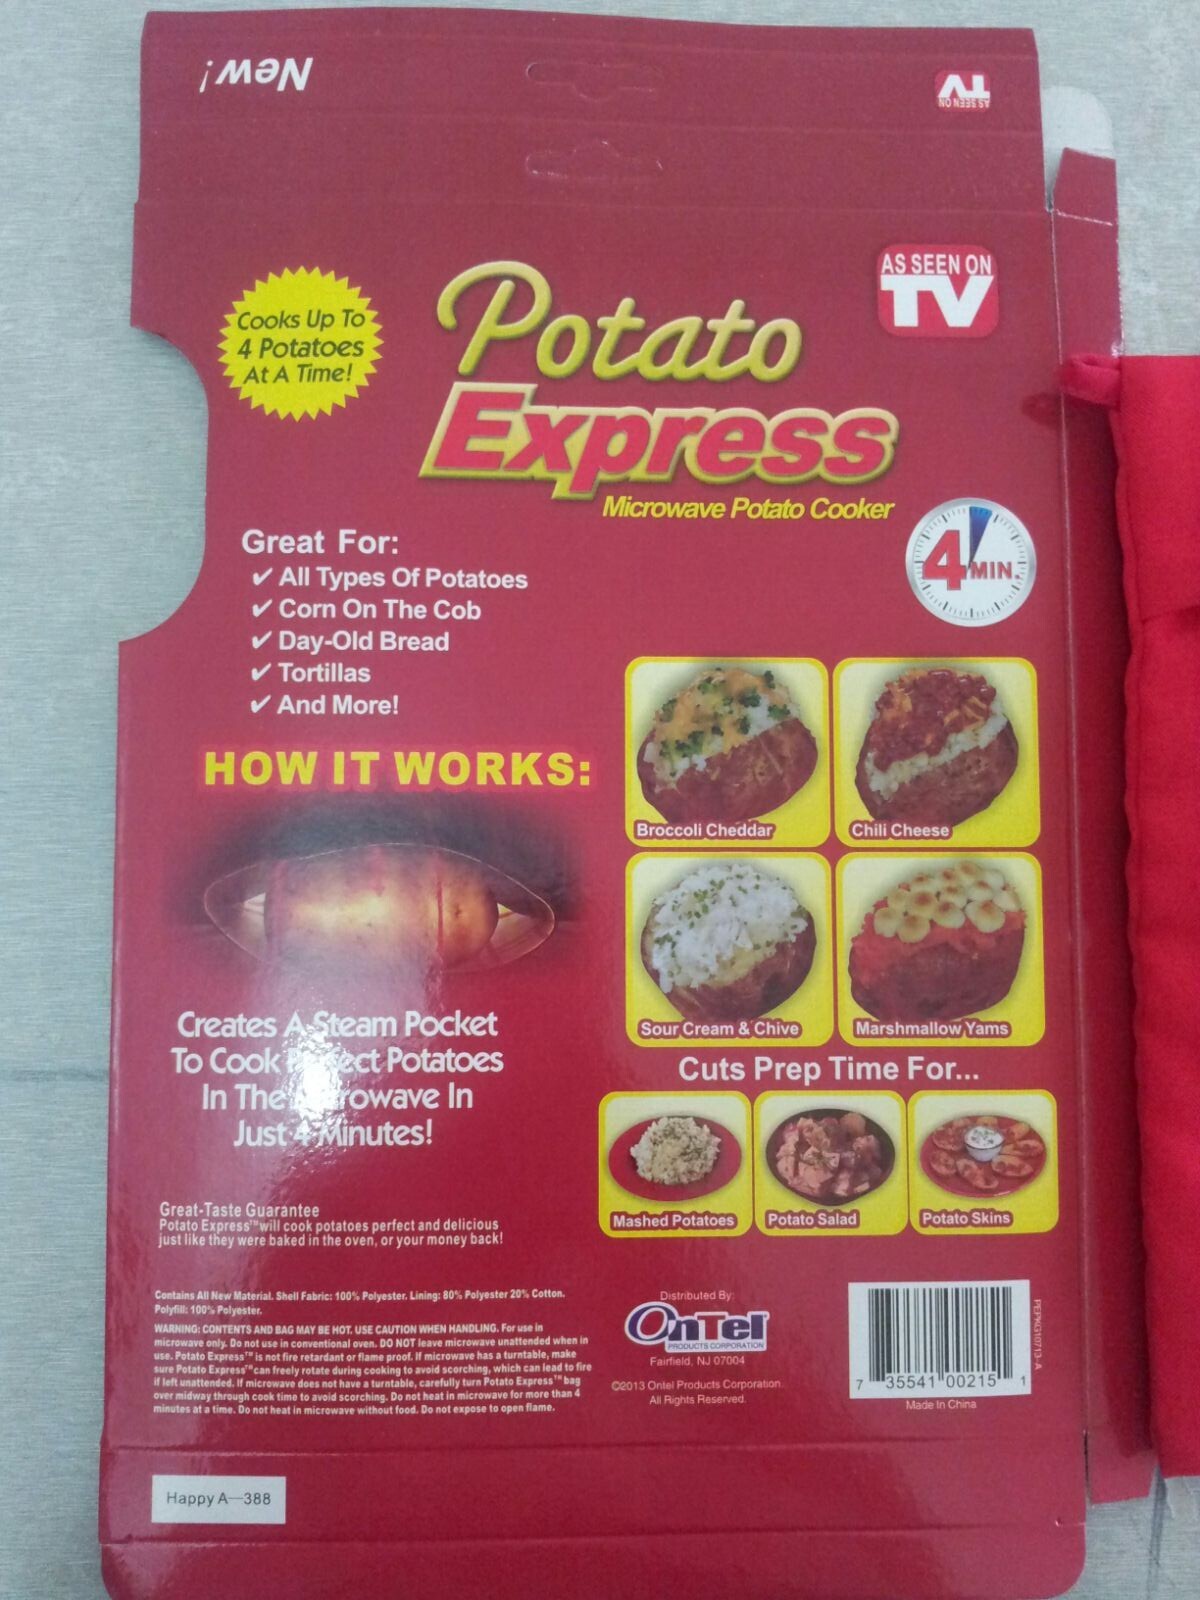 New!
AS SEEN ON
TV
Cooks Up To
4 Potatoes
At A Time!
Potato
Express
Microwave Potato Cooker
AS SEEN ON
TV
4 MIN.
Great For:
✔ All Types Of Potatoes
✔ Corn On The Cob
✔ Day-Old Bread
✔ Tortillas
✔ And More!
HOW IT WORKS:
Creates A Steam Pocket
To Cook Perfect Potatoes
In The Microwave In
Just 4 Minutes!
Broccoli Cheddar
Chili Cheese
Sour Cream & Chive
Marshmallow Yams
Cuts Prep Time For...
Mashed Potatoes
Potato Salad
Potato Skins
Great-Taste Guarantee
Potato Express™ will cook potatoes perfect and delicious
just like they were baked in the oven, or your money back!
Contains All New Material. Shell Fabric: 100% Polyester. Lining: 80% Polyester 20% Cotton.
Polyfill: 100% Polyester.
WARNING: CONTENTS AND BAG MAY BE HOT. USE CAUTION WHEN HANDLING. For use in
microwave only. Do not use in conventional oven. DO NOT leave microwave unattended when in
use. Potato Express™ is not fire retardant or flame proof. If microwave has a turntable, make
sure Potato Express™ can freely rotate during cooking to avoid scorching, which can lead to fire
if left unattended. If microwave does not have a turntable, carefully turn Potato Express™ bag
over midway through cook time to avoid scorching. Do not heat in microwave for more than 4
minutes at a time. Do not heat in microwave without food. Do not expose to open flame.
Distributed By:
OnTel
PRODUCTS CORPORATION
Fairfield, NJ 07004
©2013 Ontel Products Corporation.
All Rights Reserved.
7 35541 00215 1
Made In China
PEPKG10713-A
Happy A—388